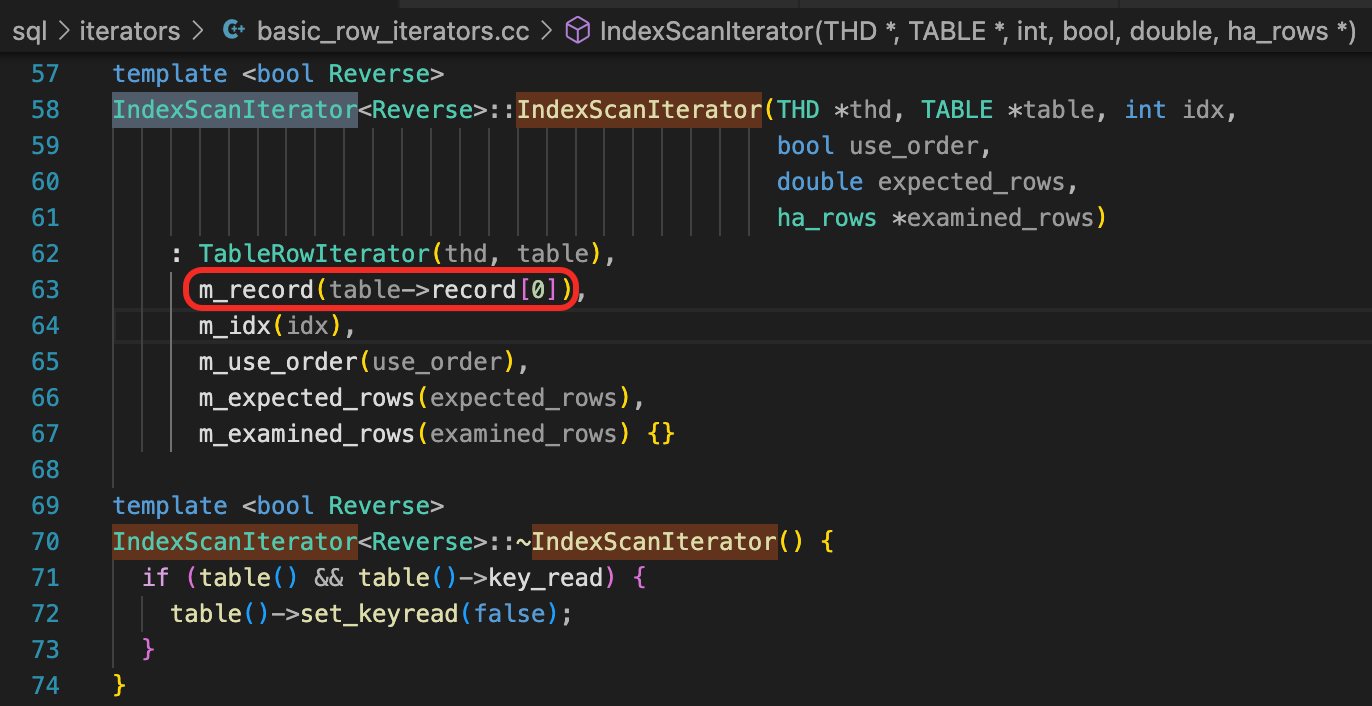 sql > iterators > C++ basic_row_iterators.cc > IndexScanIterator(THD *, TABLE *, int, bool, double, ha_rows *)
57 template <bool Reverse>
58 IndexScanIterator<Reverse>::IndexScanIterator(THD *thd, TABLE *table, int idx,
59 bool use_order,
60 double expected_rows,
61 ha_rows *examined_rows)
62 : TableRowIterator(thd, table),
63 m_record(table->record[0]),
64 m_idx(idx),
65 m_use_order(use_order),
66 m_expected_rows(expected_rows),
67 m_examined_rows(examined_rows) {}
68
69 template <bool Reverse>
70 IndexScanIterator<Reverse>::~IndexScanIterator() {
71 if (table() && table()->key_read) {
72 table()->set_keyread(false);
73 }
74 }